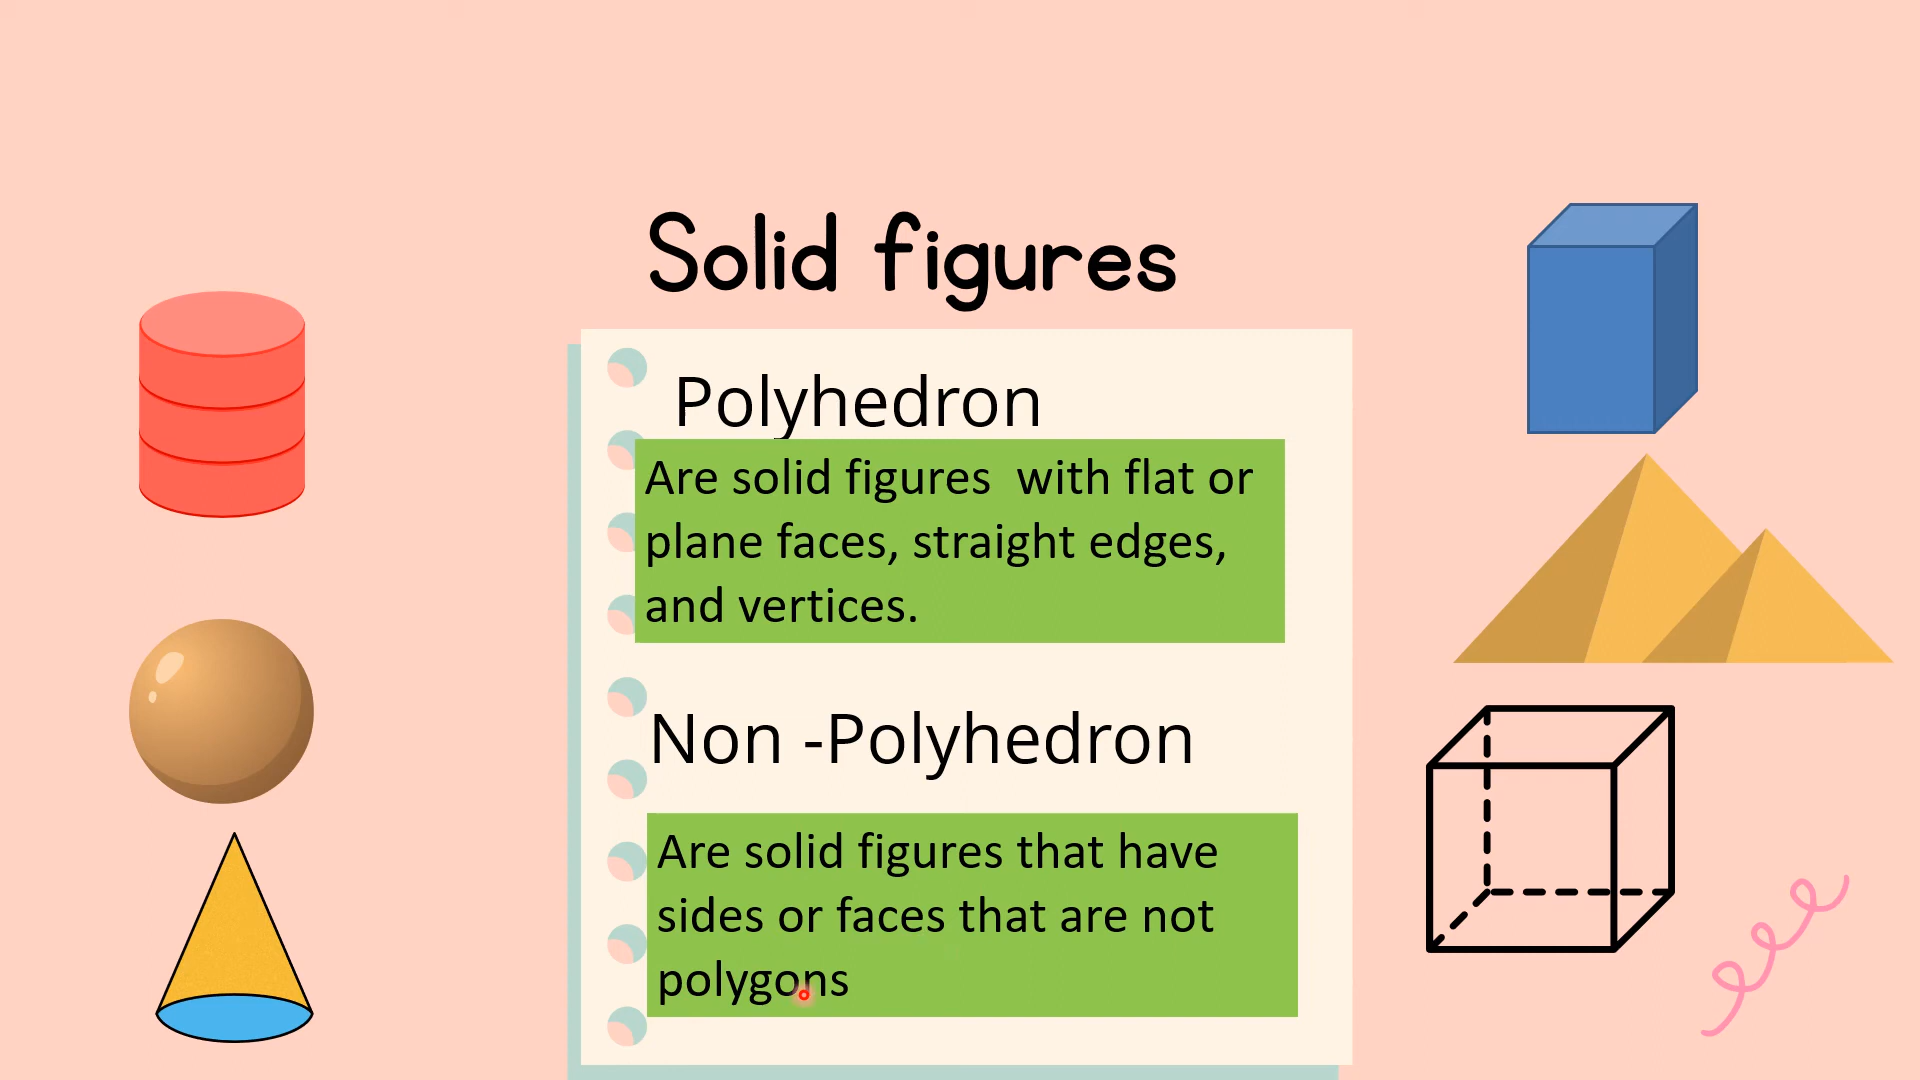 Solid figures
Polyhedron
Are solid figures  with flat or
plane faces, straight edges,
and vertices.
Non -Polyhedron
Are solid figures that have
sides or faces that are not
polygons